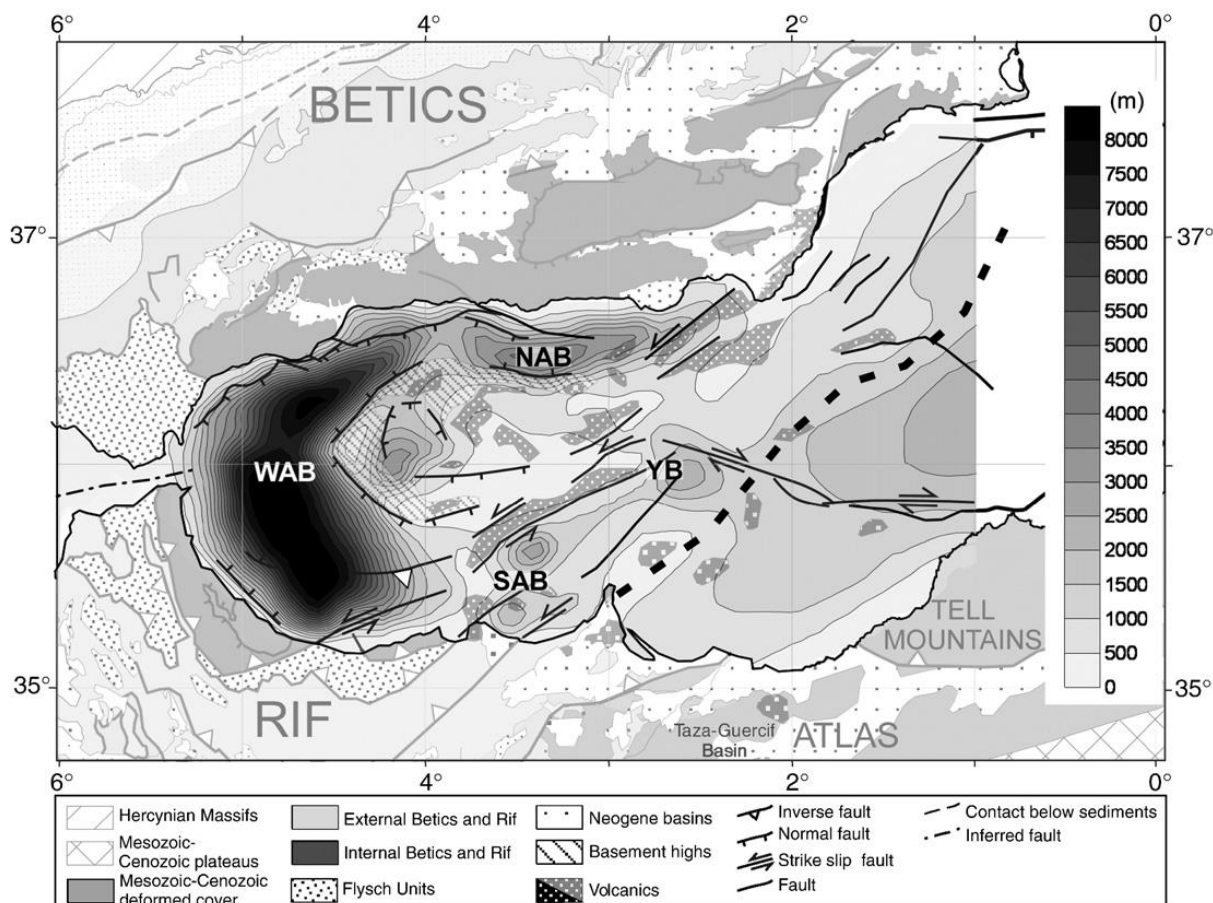 6° 4° 2° 0°
BETICS
(m)
8000
7500
7000
6500
6000
5500
5000
4500
4000
3500
3000
2500
2000
1500
1000
500
0
37° 37°
NAB
WAB
YB
SAB
TELL
MOUNTAINS
35° 35°
RIF
Taza-Guercif
Basin
ATLAS
6° 4° 2° 0°
Hercynian Massifs
Mesozoic-
Cenozoic plateaus
Mesozoic-Cenozoic
deformed cover
External Betics and Rif
Internal Betics and Rif
Flysch Units
Neogene basins
Basement highs
Volcanics
Inverse fault
Normal fault
Strike slip fault
Fault
Contact below sediments
Inferred fault